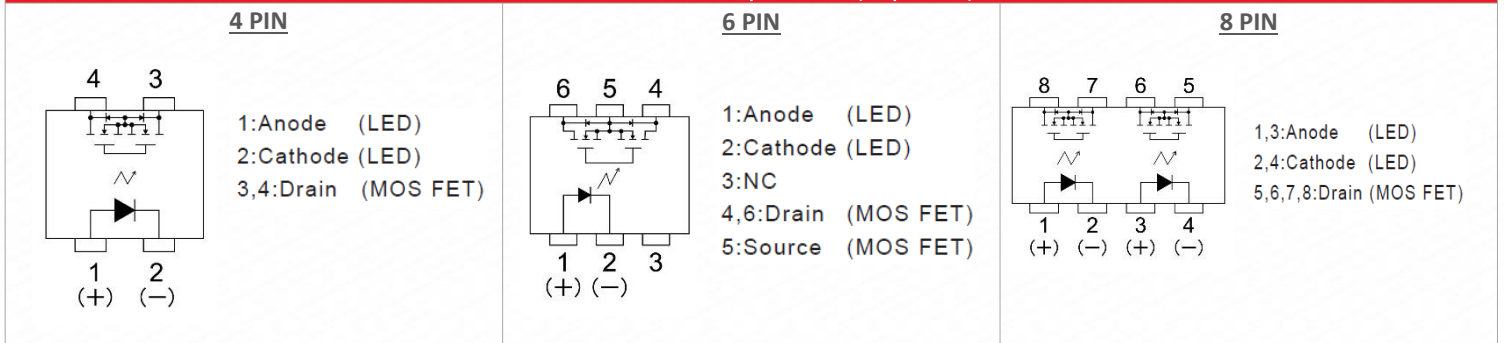 4 PIN
4 3
1:Anode (LED)
2:Cathode (LED)
3,4:Drain (MOS FET)
1 2
(+) (−)
6 PIN
6 5 4
1:Anode (LED)
2:Cathode (LED)
3:NC
4,6:Drain (MOS FET)
5:Source (MOS FET)
1 2 3
(+) (−)
8 PIN
8 7 6 5
1,3:Anode (LED)
2,4:Cathode (LED)
5,6,7,8:Drain (MOS FET)
1 2 3 4
(+) (−) (+) (−)